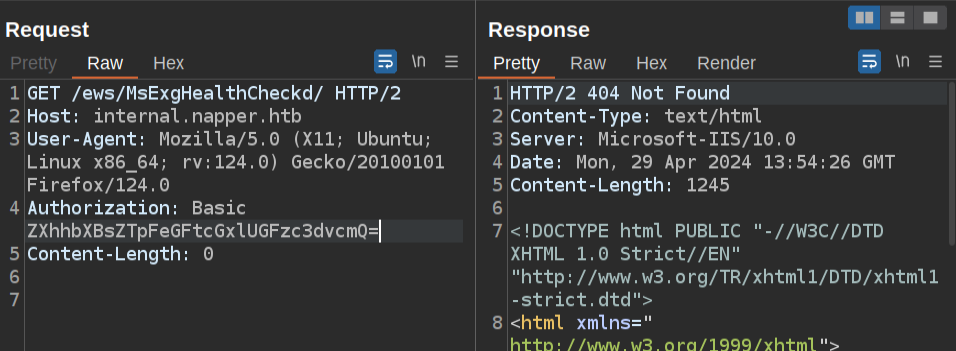 Request
Pretty Raw Hex
\n
1 GET /ews/MsExgHealthCheckd/ HTTP/2
2 Host: internal.napper.htb
3 User-Agent: Mozilla/5.0 (X11; Ubuntu;
Linux x86_64; rv:124.0) Gecko/20100101
Firefox/124.0
4 Authorization: Basic
ZXhhbXBsZTpFeGFtcGxlUGFzc3dvcmQ=
5 Content-Length: 0
6
7
Response
Pretty Raw Hex Render
\n
1 HTTP/2 404 Not Found
2 Content-Type: text/html
3 Server: Microsoft-IIS/10.0
4 Date: Mon, 29 Apr 2024 13:54:26 GMT
5 Content-Length: 1245
6
7 <!DOCTYPE html PUBLIC "-//W3C//DTD
XHTML 1.0 Strict//EN"
"http://www.w3.org/TR/xhtml1/DTD/xhtml1
-strict.dtd">
8 <html xmlns="
http://www.w3.org/1999/xhtml">